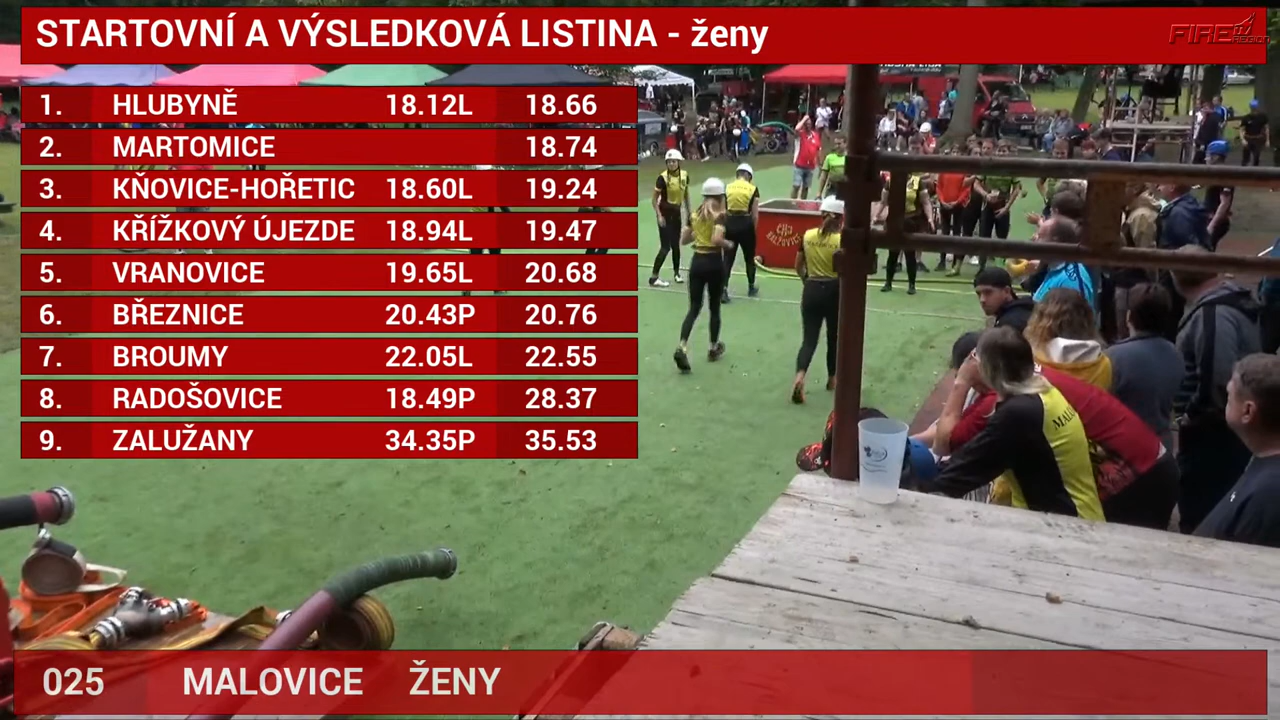 STARTOVNÍ A VÝSLEDKOVÁ LISTINA - ženy
FIRE TV REGION
1. HLUBYNĚ 18.12L 18.66
2. MARTOMICE 18.74
3. KŇOVICE-HOŘETIC 18.60L 19.24
4. KŘÍŽKOVÝ ÚJEZDE 18.94L 19.47
5. VRANOVICE 19.65L 20.68
6. BŘEZNICE 20.43P 20.76
7. BROUMY 22.05L 22.55
8. RADOŠOVICE 18.49P 28.37
9. ZALUŽANY 34.35P 35.53
025 MALOVICE ŽENY